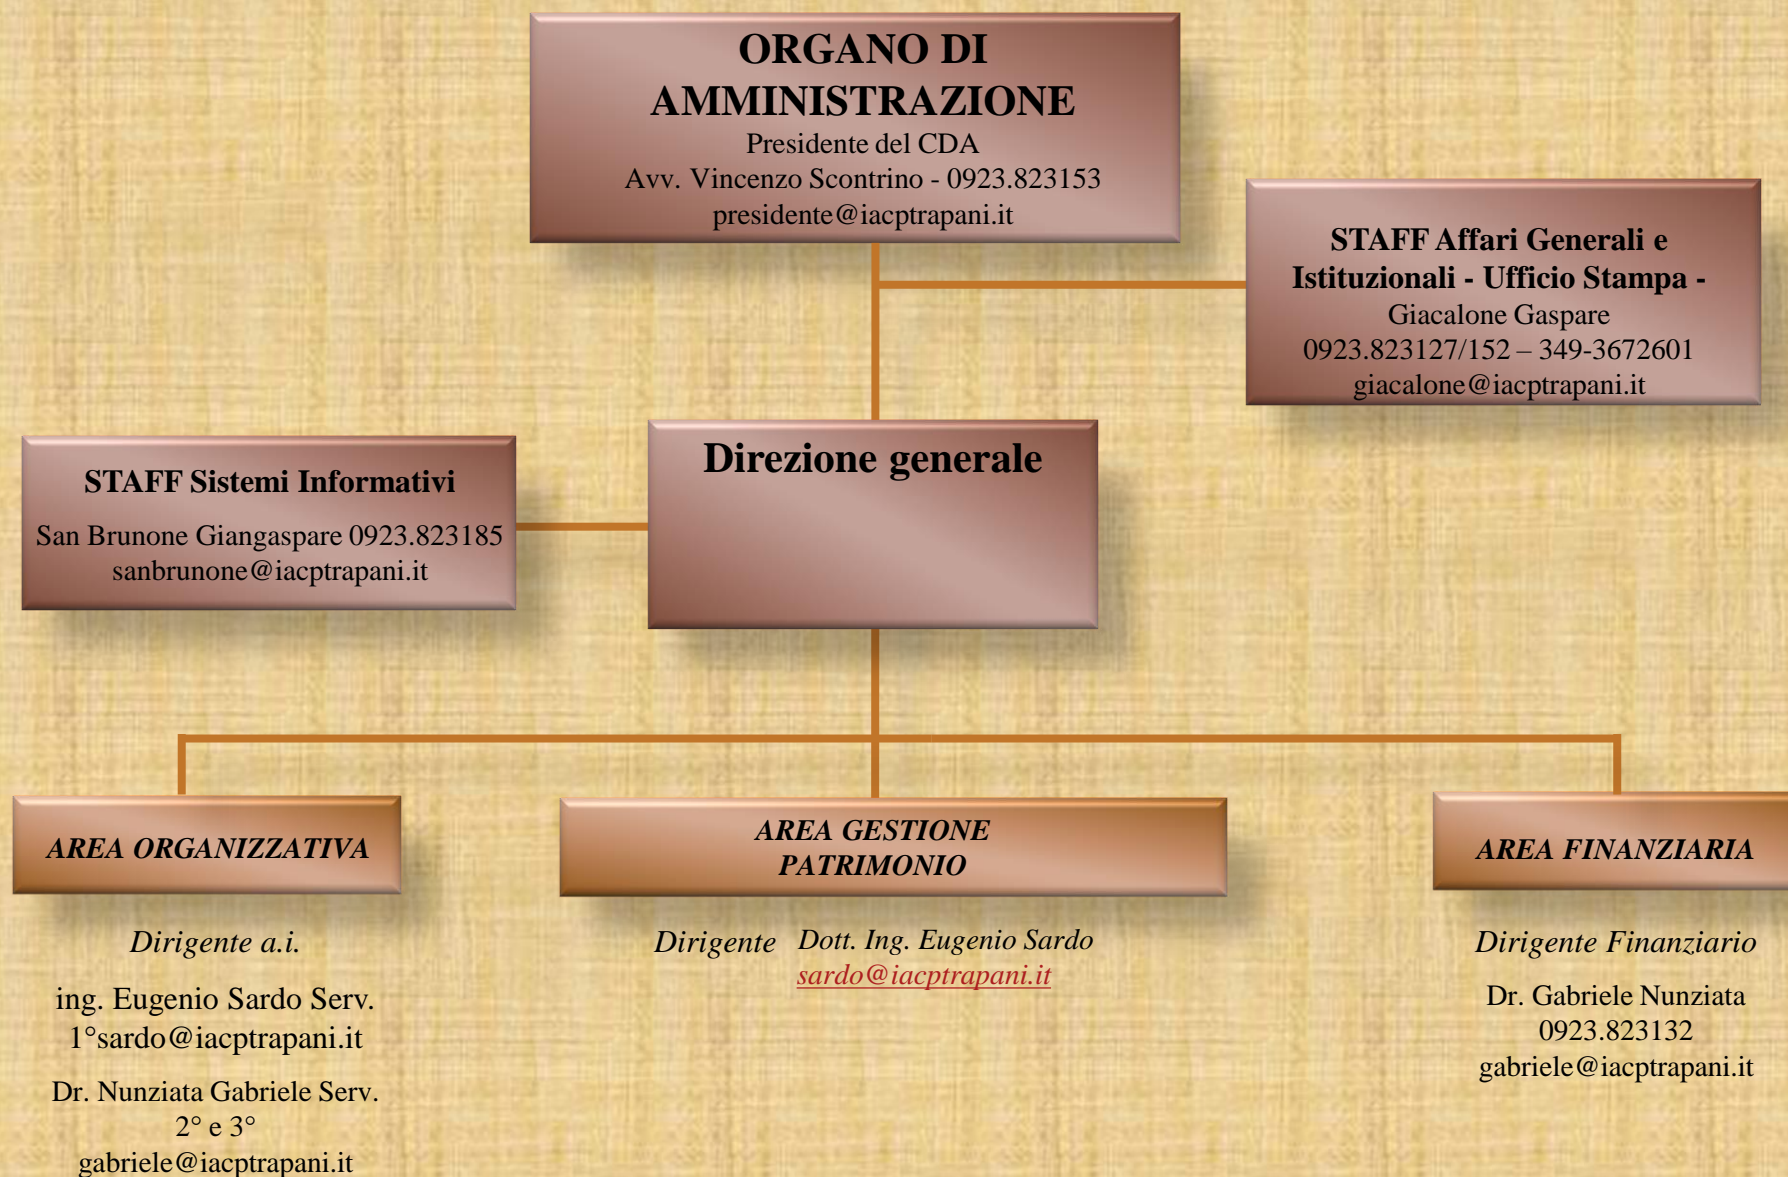 ORGANO DI
AMMINISTRAZIONE
Presidente del CDA
Avv. Vincenzo Scontrino - 0923.823153
presidente@iacptrapani.it
STAFF Affari Generali e
Istituzionali - Ufficio Stampa -
Giacalone Gaspare
0923.823127/152 – 349-3672601
giacalone@iacptrapani.it
Direzione generale
STAFF Sistemi Informativi
San Brunone Giangaspare 0923.823185
sanbrunone@iacptrapani.it
AREA ORGANIZZATIVA
Dirigente a.i.
ing. Eugenio Sardo Serv.
1°sardo@iacptrapani.it
Dr. Nunziata Gabriele Serv.
2° e 3°
gabriele@iacptrapani.it
AREA GESTIONE
PATRIMONIO
Dirigente Dott. Ing. Eugenio Sardo
sardo@iacptrapani.it
AREA FINANZIARIA
Dirigente Finanziario
Dr. Gabriele Nunziata
0923.823132
gabriele@iacptrapani.it